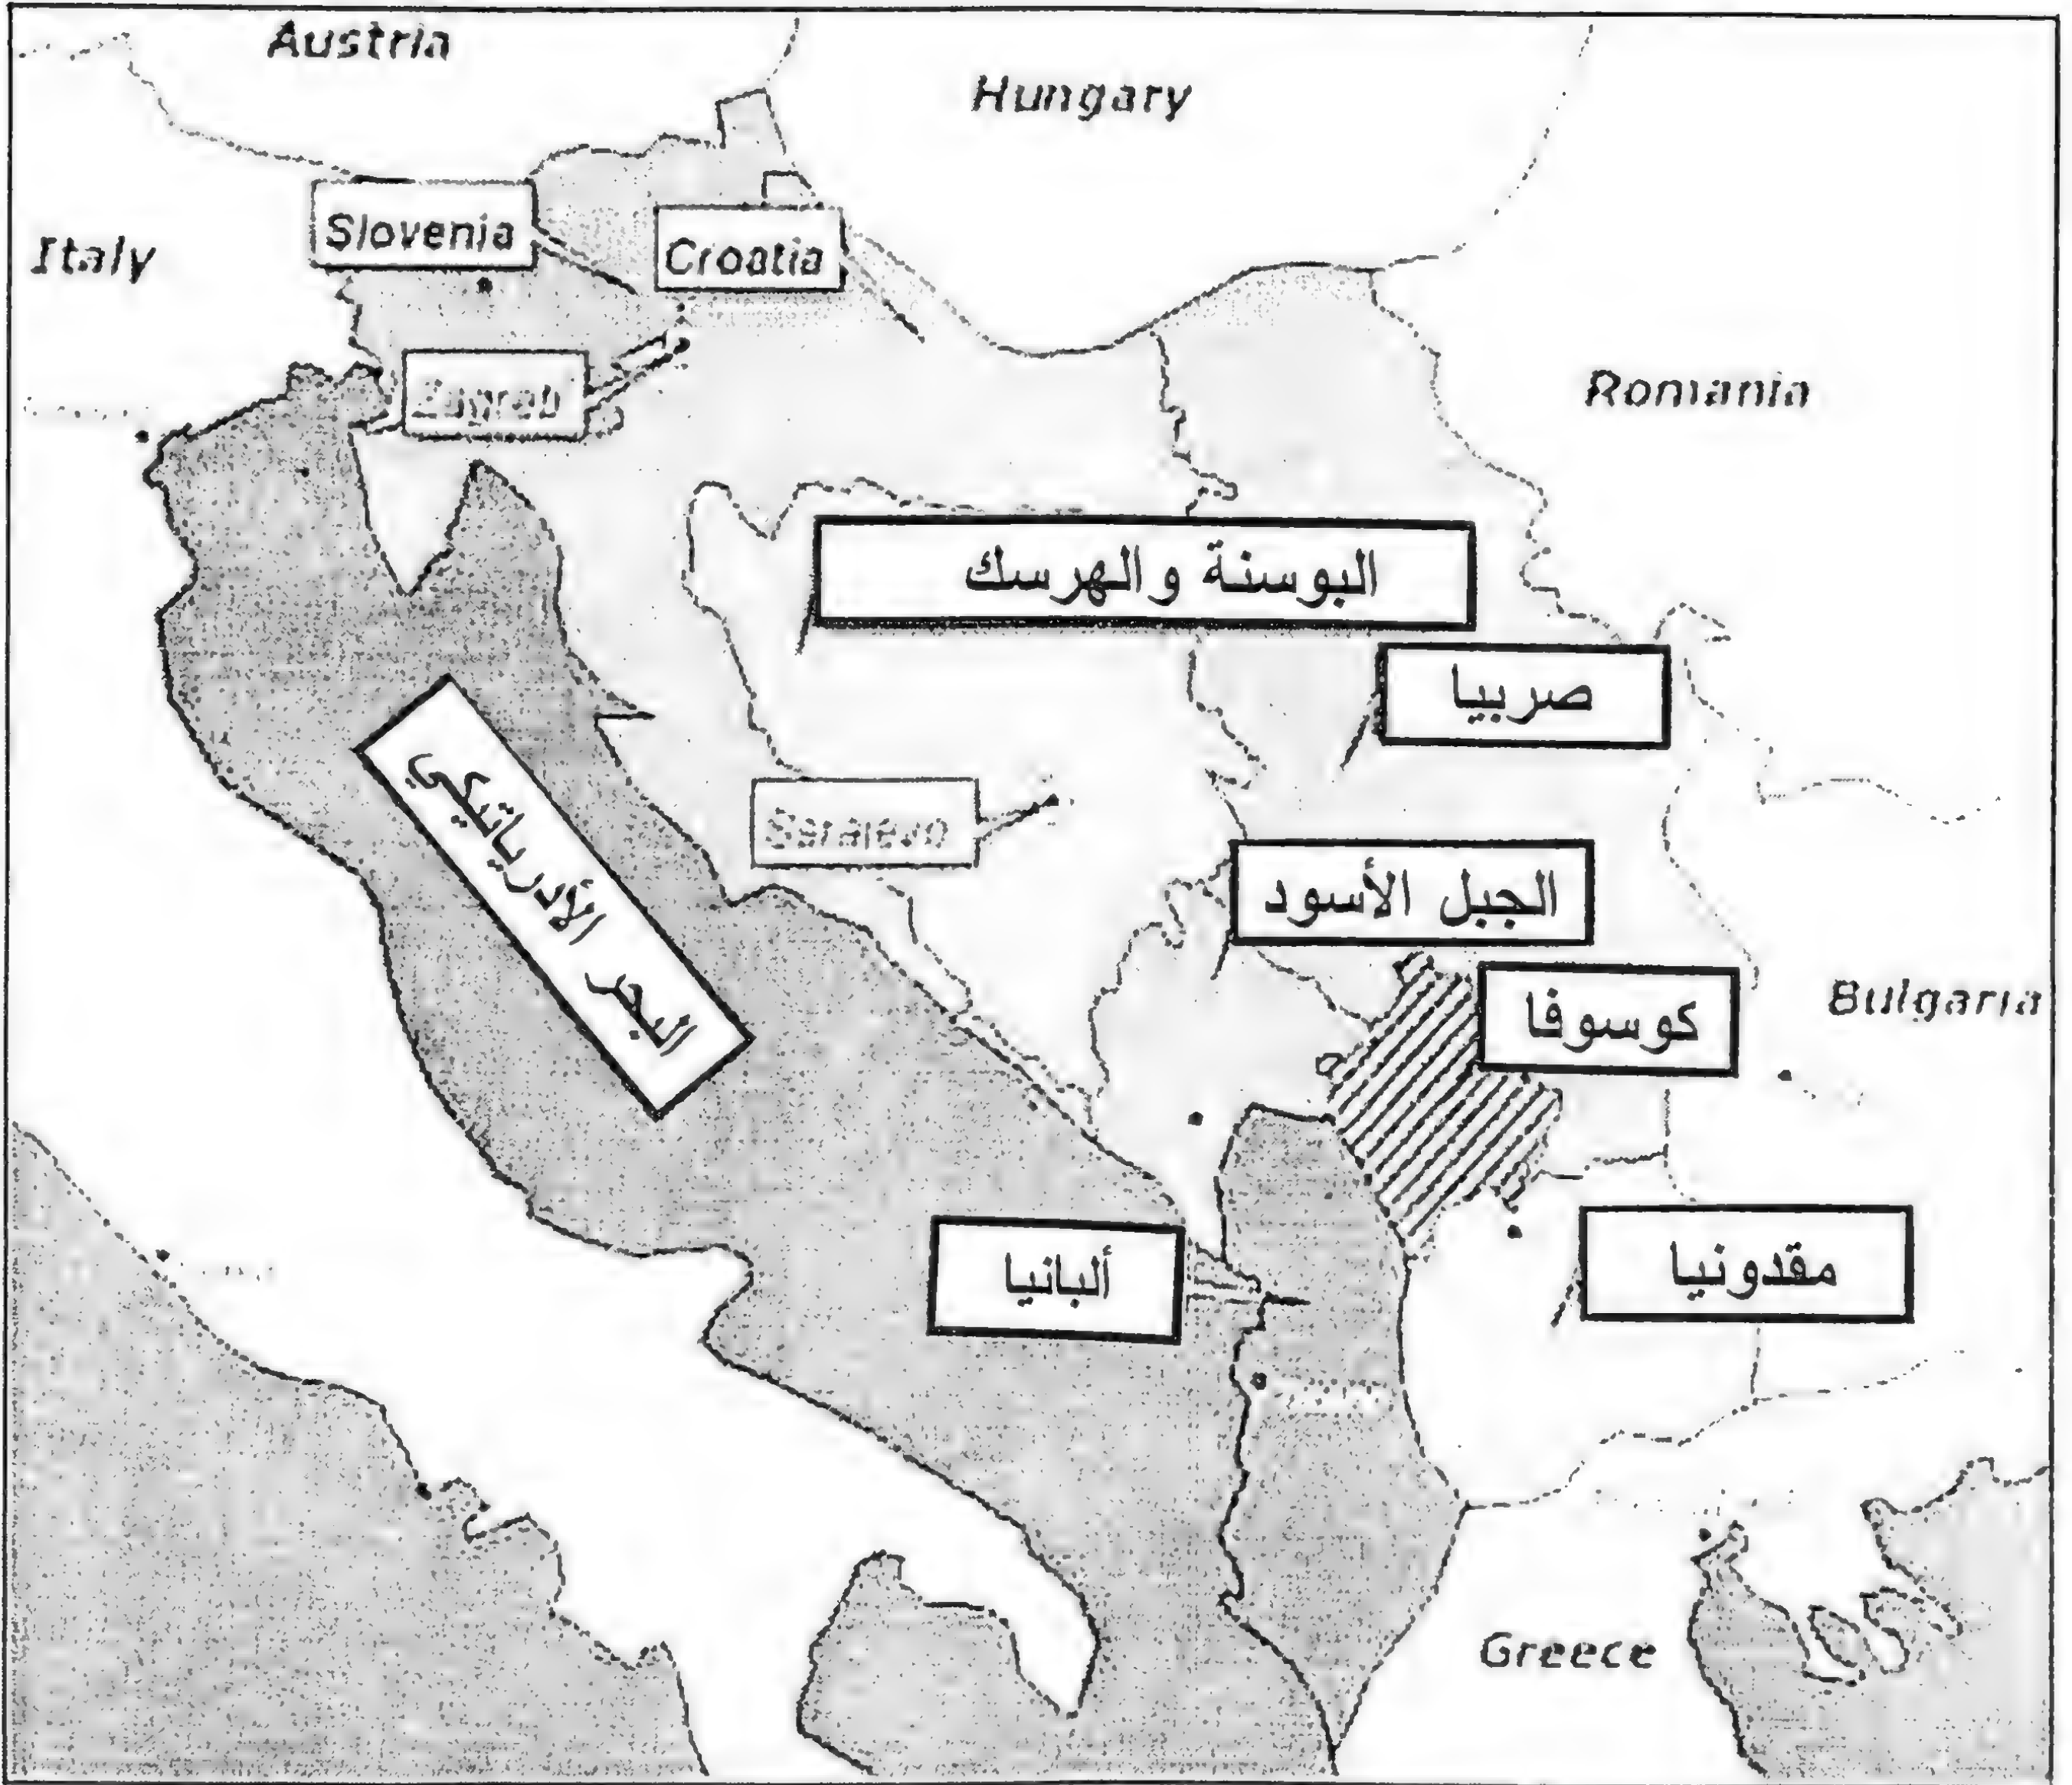 Austria
Hungary
Slovenia
Croatia
Italy
Zagreb
Romania
البوسنة والهرسك
صربيا
البحر الأدرياتيكي
Sarajevo
الجبل الأسود
كوسوفا
Bulgaria
ألبانيا
مقدونيا
Greece